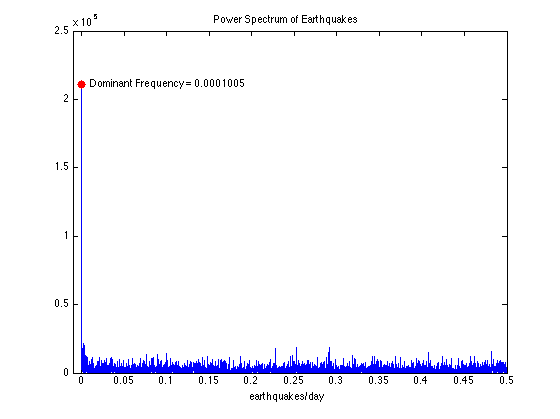 Power Spectrum of Earthquakes
x 10^5
2.5
Dominant Frequency = 0.0001005
2
1.5
1
0.5
0
0 0.05 0.1 0.15 0.2 0.25 0.3 0.35 0.4 0.45 0.5
earthquakes/day